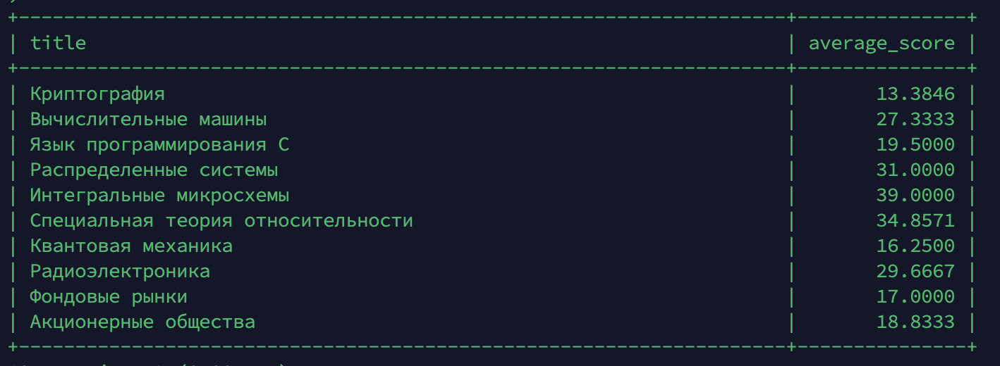 title average_score
Криптография 13.3846
Вычислительные машины 27.3333
Язык программирования С 19.5000
Распределенные системы 31.0000
Интегральные микросхемы 39.0000
Специальная теория относительности 34.8571
Квантовая механика 16.2500
Радиоэлектроника 29.6667
Фондовые рынки 17.0000
Акционерные общества 18.8333